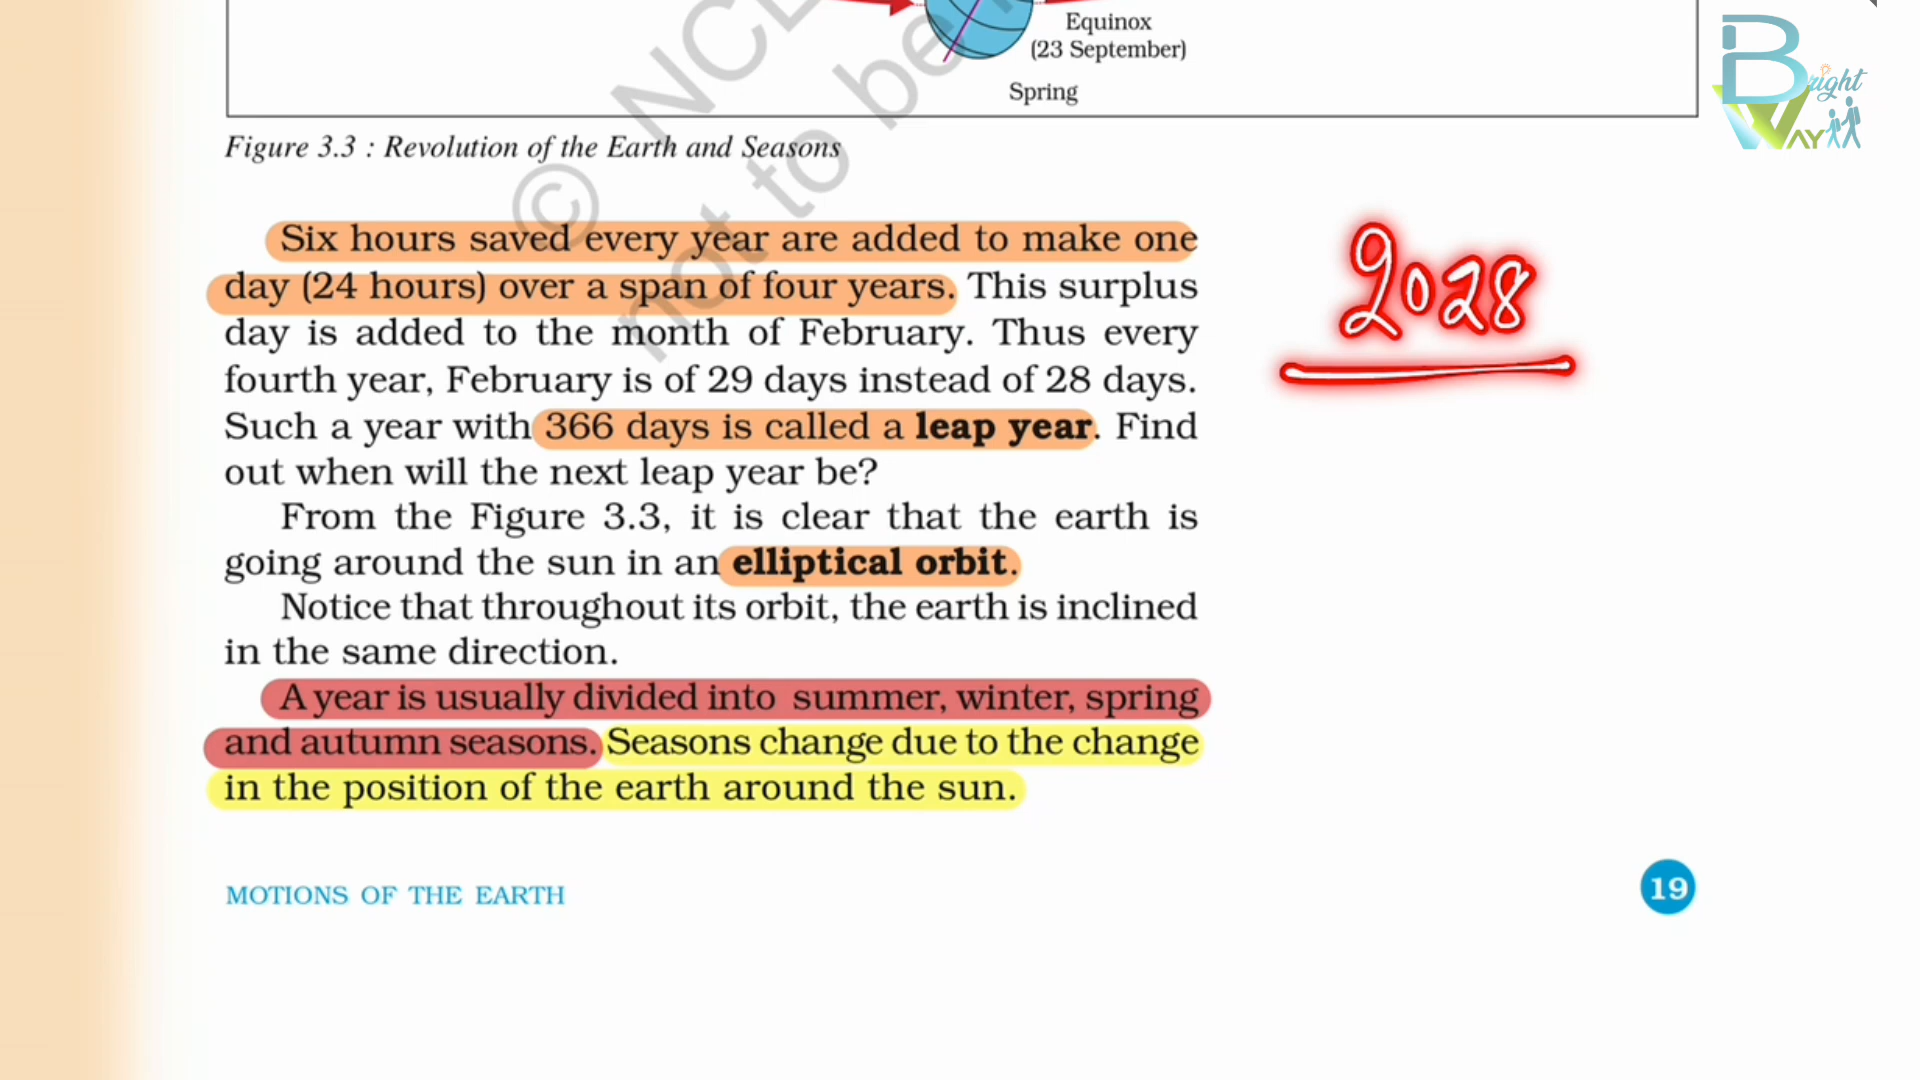 Equinox
(23 September)
Spring
Figure 3.3 : Revolution of the Earth and Seasons
Bright
Way
© NC
not to be
Six hours saved every year are added to make one
day (24 hours) over a span of four years. This surplus
day is added to the month of February. Thus every
fourth year, February is of 29 days instead of 28 days.
Such a year with 366 days is called a leap year. Find
out when will the next leap year be?
From the Figure 3.3, it is clear that the earth is
going around the sun in an elliptical orbit.
Notice that throughout its orbit, the earth is inclined
in the same direction.
A year is usually divided into summer, winter, spring
and autumn seasons. Seasons change due to the change
in the position of the earth around the sun.
2028
MOTIONS OF THE EARTH
19